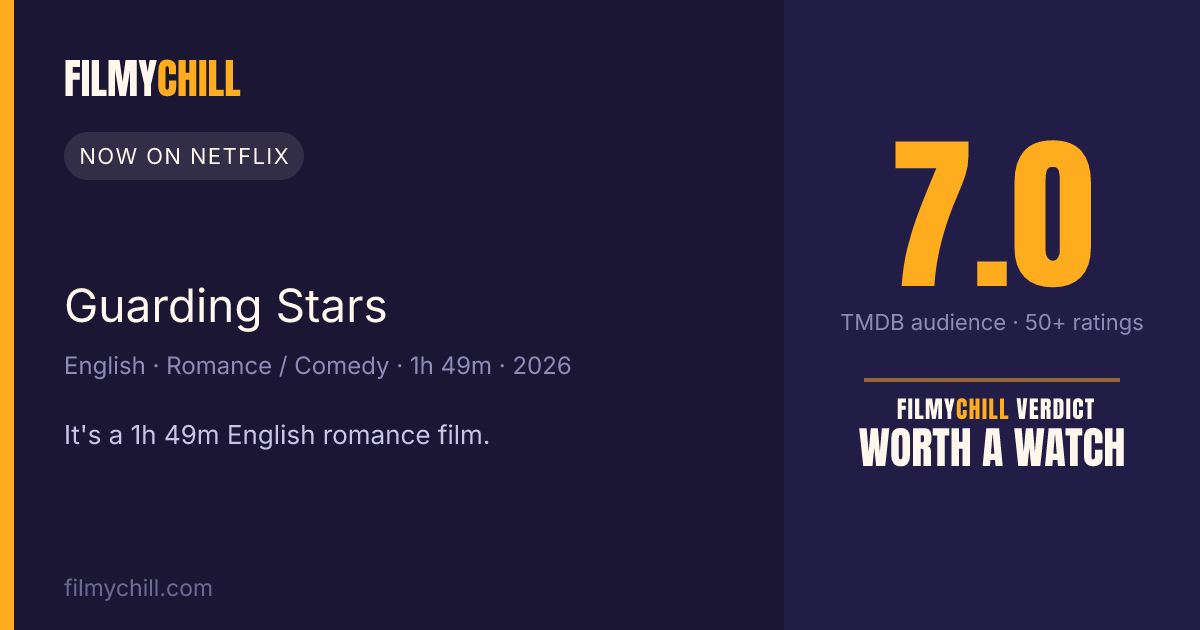 FILMYCHILL
NOW ON NETFLIX
Guarding Stars
English · Romance / Comedy · 1h 49m · 2026
It's a 1h 49m English romance film.
filmychill.com
7.0
TMDB audience · 50+ ratings
FILMYCHILL VERDICT
WORTH A WATCH